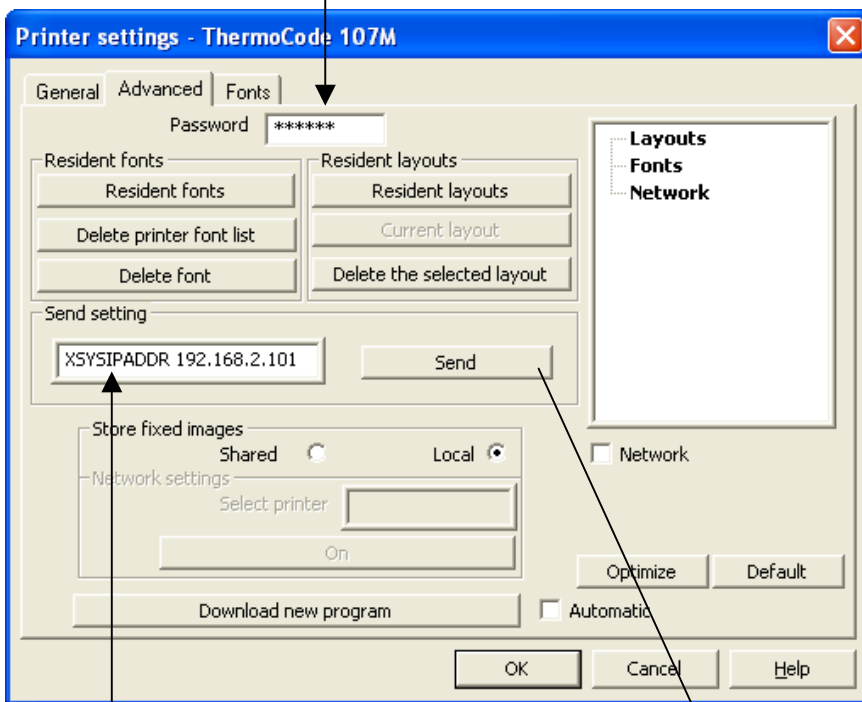 Printer settings - ThermoCode 107M
General Advanced Fonts
Password ******
Resident fonts
Resident fonts
Delete printer font list
Delete font
Resident layouts
Resident layouts
Current layout
Delete the selected layout
Layouts
Fonts
Network
Send setting
XSYSIPADDR 192.168.2.101 Send
Store fixed images
Shared Local
Network
Network settings
Select printer
On
Optimize Default
Download new program Automatic
OK Cancel Help